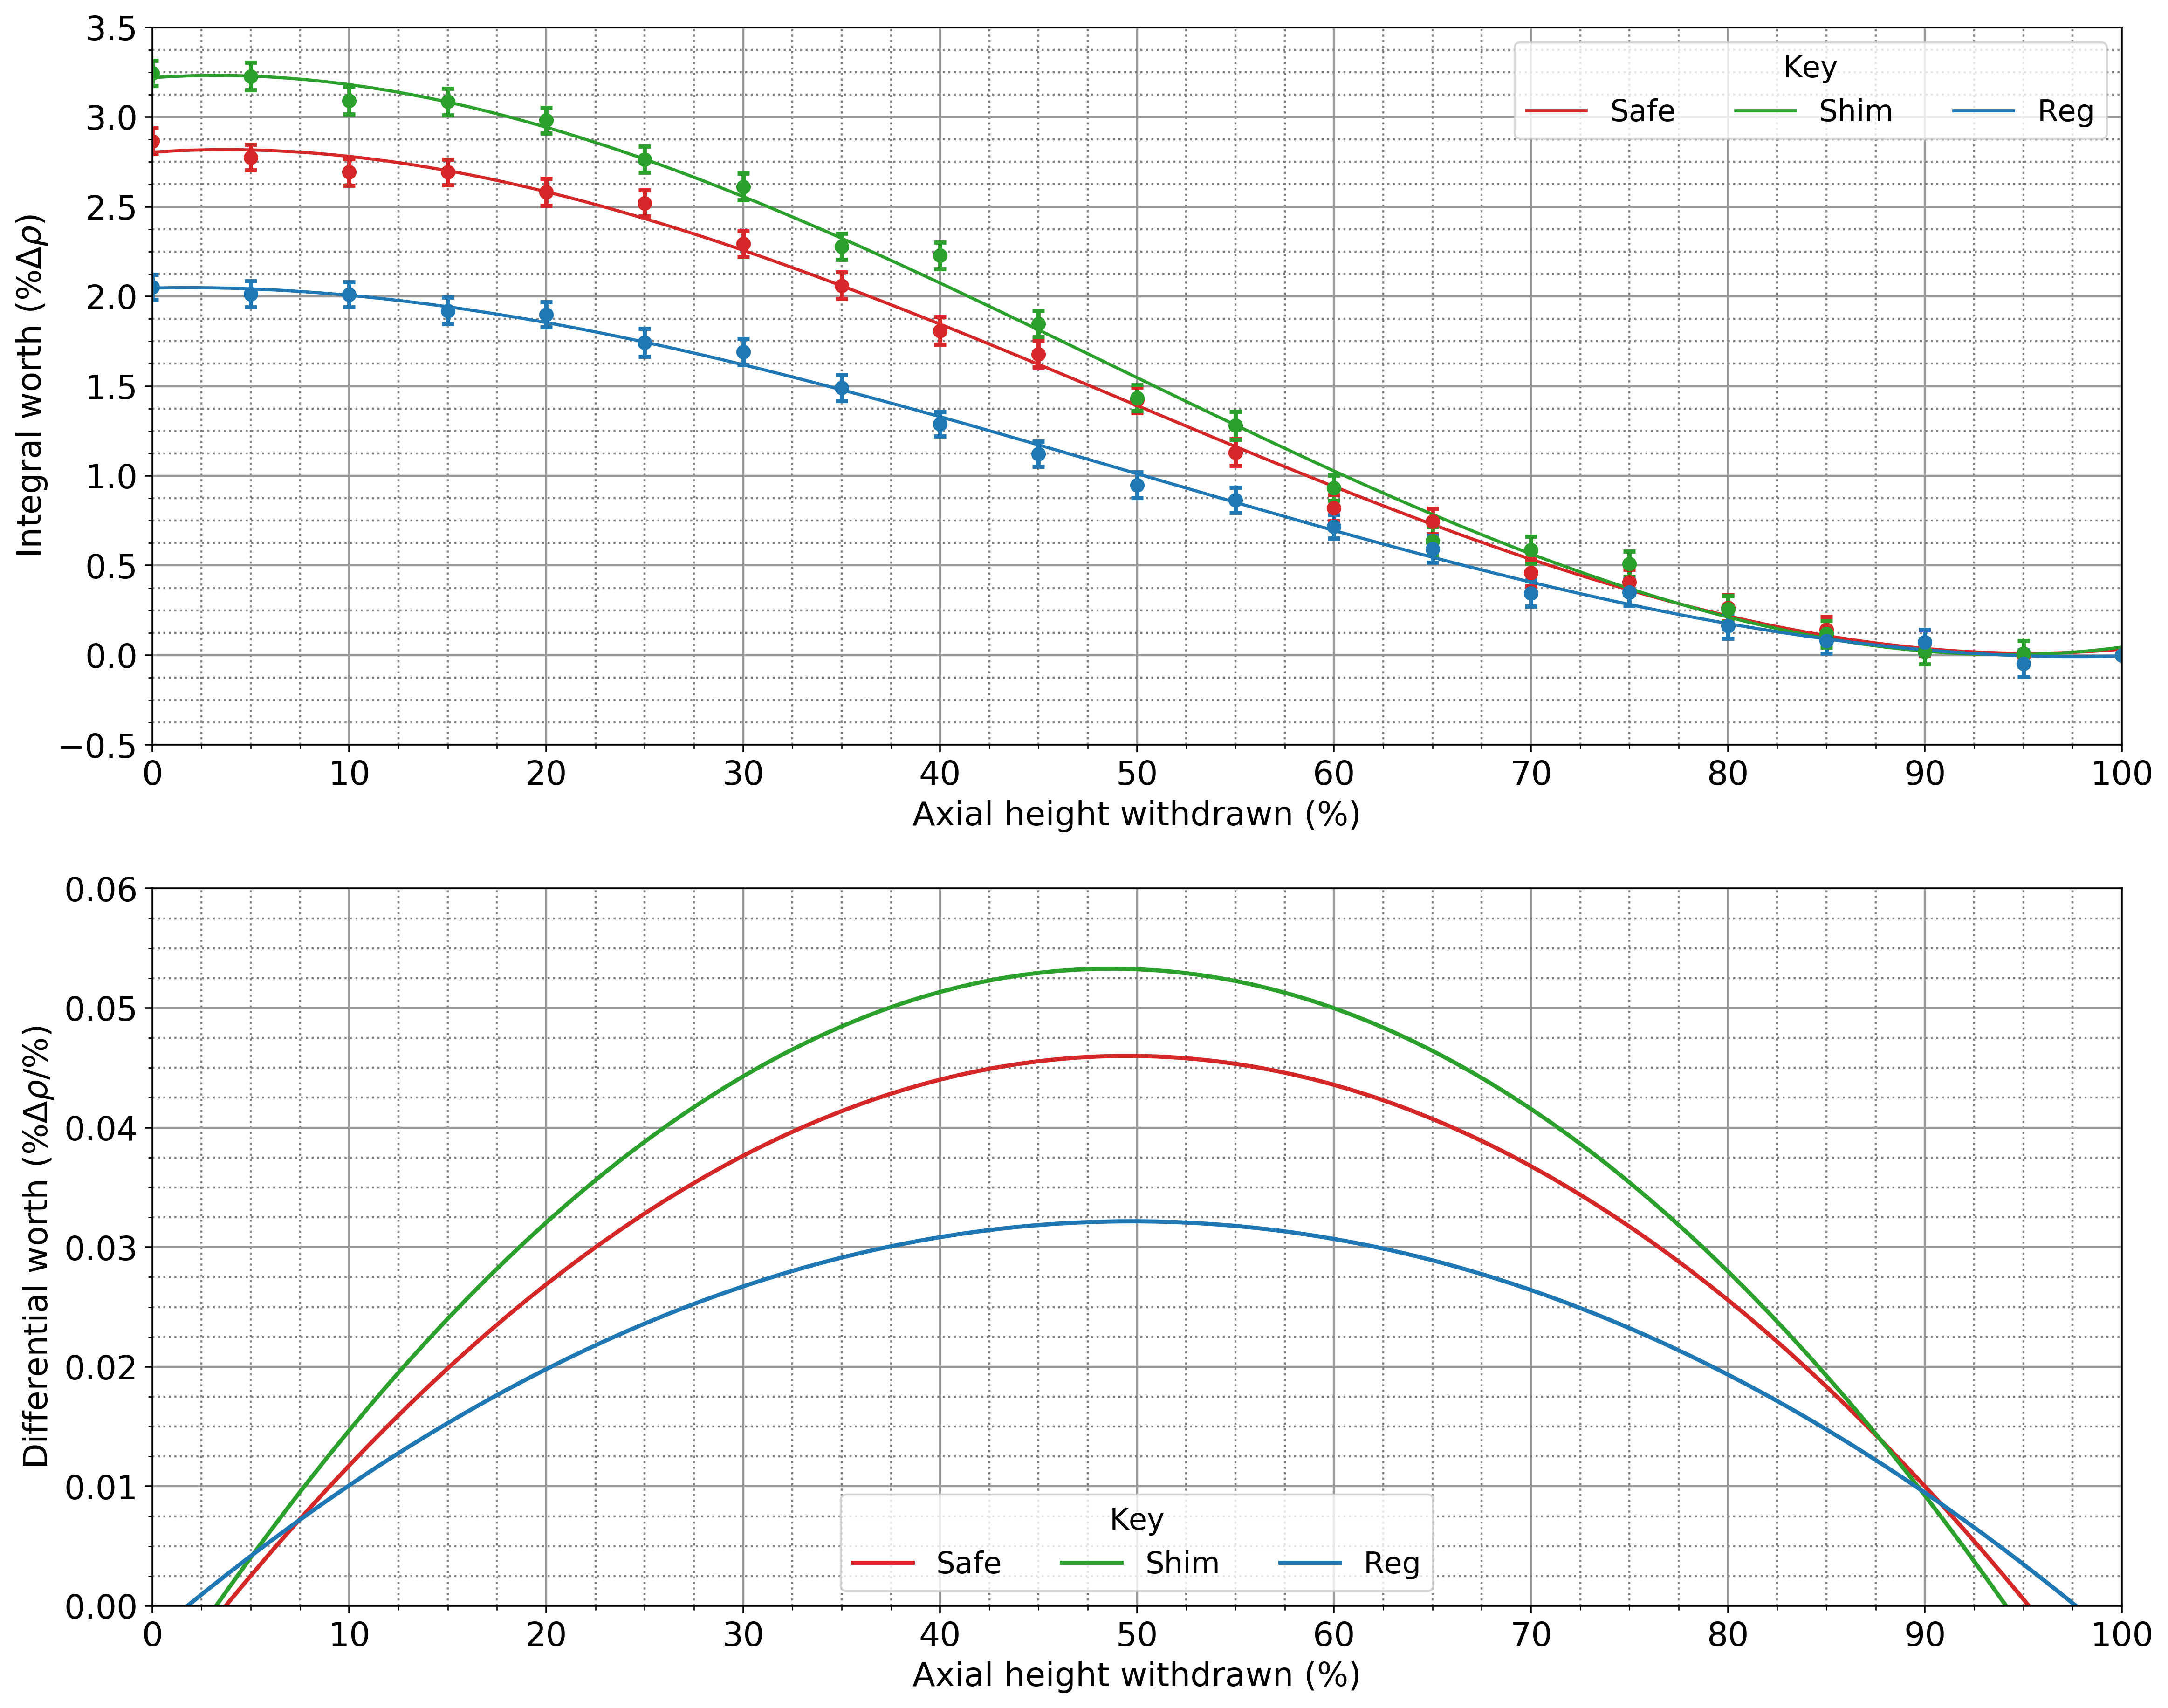 3.5
3.0
2.5
2.0
1.5
1.0
0.5
0.0
−0.5
Integral worth (%Δρ)
Key
Safe Shim Reg
0 10 20 30 40 50 60 70 80 90 100
Axial height withdrawn (%)
0.06
0.05
0.04
0.03
0.02
0.01
0.00
Differential worth (%Δρ/%)
Key
Safe Shim Reg
0 10 20 30 40 50 60 70 80 90 100
Axial height withdrawn (%)